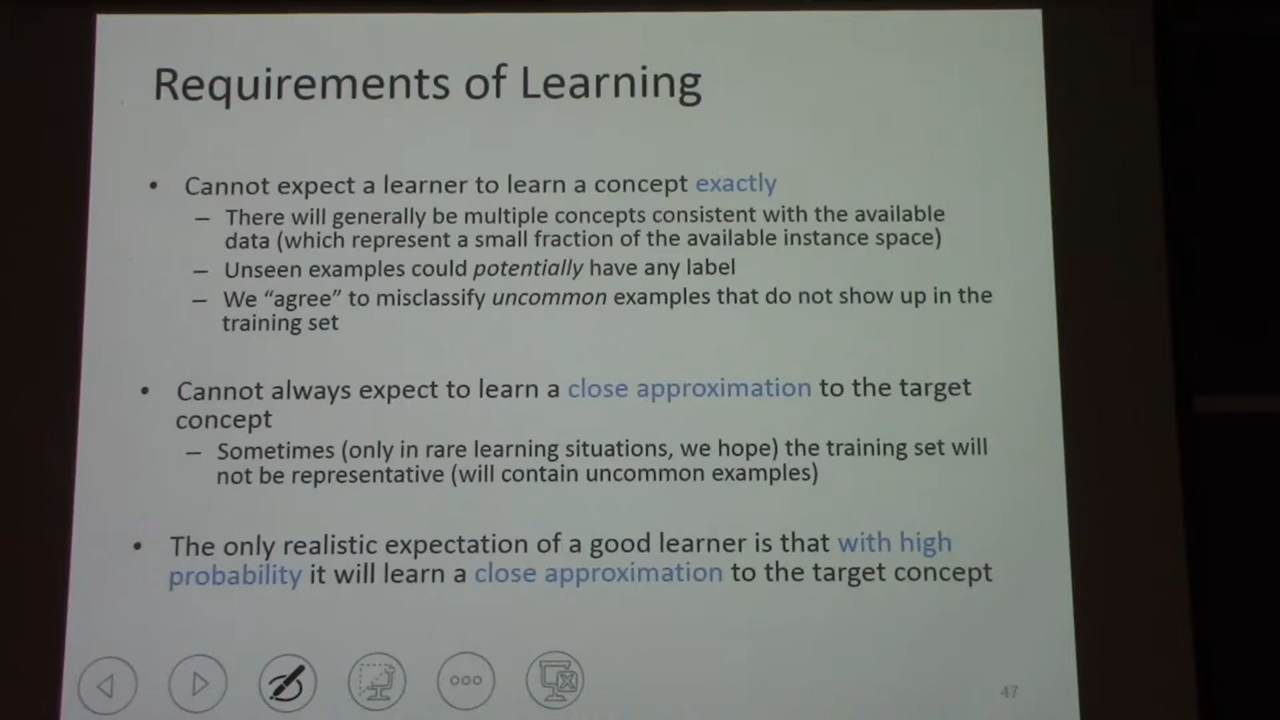 Requirements of Learning
• Cannot expect a learner to learn a concept exactly
– There will generally be multiple concepts consistent with the available
data (which represent a small fraction of the available instance space)
– Unseen examples could potentially have any label
– We “agree” to misclassify uncommon examples that do not show up in the
training set
• Cannot always expect to learn a close approximation to the target
concept
– Sometimes (only in rare learning situations, we hope) the training set will
not be representative (will contain uncommon examples)
• The only realistic expectation of a good learner is that with high
probability it will learn a close approximation to the target concept
47